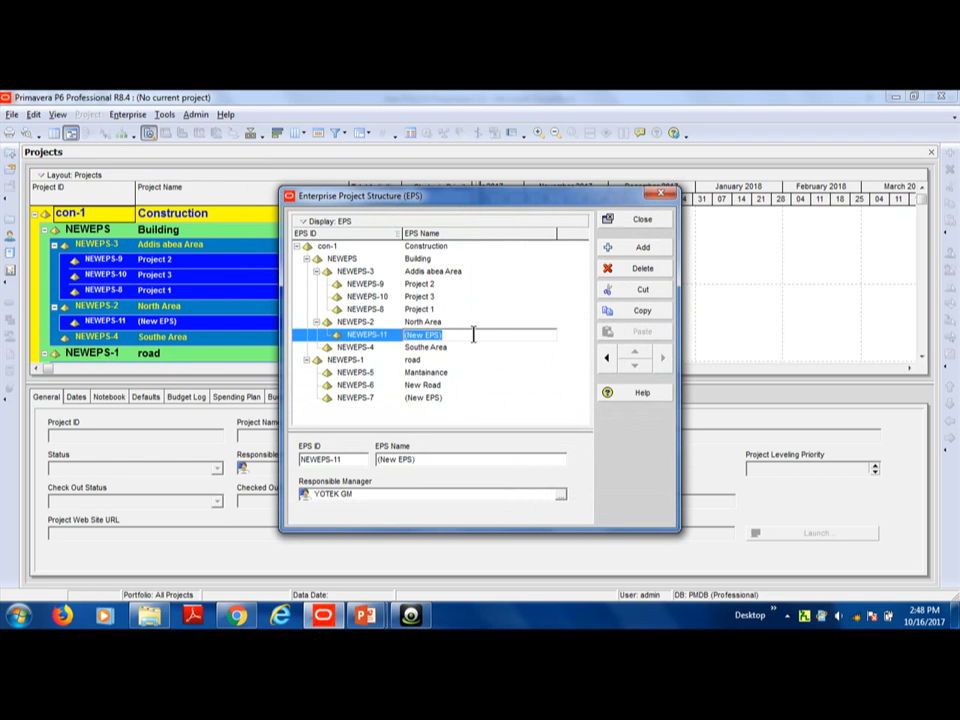 Primavera P6 Professional R8.4 : (No current project)
File Edit View Project Enterprise Tools Admin Help
Projects
Layout: Projects
Project ID Project Name
January 2018 February 2018 March 20
31 07 14 21 28 04 11 18 25 04 11
con-1 Construction
NEWEPS Building
NEWEPS-3 Addis abea Area
NEWEPS-9 Project 2
NEWEPS-10 Project 3
NEWEPS-8 Project 1
NEWEPS-2 North Area
NEWEPS-11 (New EPS)
NEWEPS-4 Southe Area
NEWEPS-1 road
Enterprise Project Structure (EPS)
Display: EPS
EPS ID EPS Name
con-1 Construction
NEWEPS Building
NEWEPS-3 Addis abea Area
NEWEPS-9 Project 2
NEWEPS-10 Project 3
NEWEPS-8 Project 1
NEWEPS-2 North Area
NEWEPS-11 (New EPS)
NEWEPS-4 Southe Area
NEWEPS-1 road
NEWEPS-5 Mantainance
NEWEPS-6 New Road
NEWEPS-7 (New EPS)
EPS ID EPS Name
NEWEPS-11 (New EPS)
Responsible Manager
YOTEK GM
Close
Add
Delete
Cut
Copy
Paste
Help
General Dates Notebook Defaults Budget Log Spending Plan
Project ID Project Name
Status Responsible
Project Leveling Priority
Check Out Status Checked Ou
Project Web Site URL
Launch...
Portfolio: All Projects Data Date: User: admin DB: PMDB (Professional)
Desktop
2:48 PM
10/16/2017